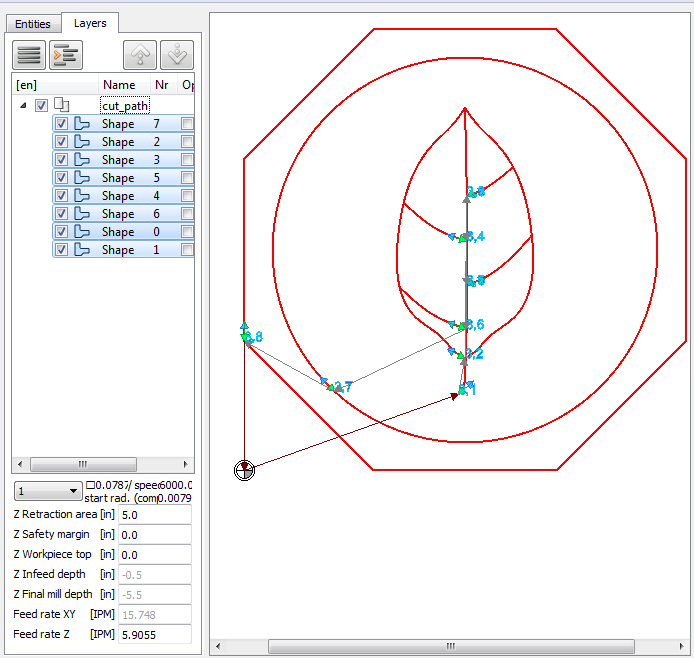 Entities Layers
[en] Name Nr Op
cut_path
Shape 7
Shape 2
Shape 3
Shape 5
Shape 4
Shape 6
Shape 0
Shape 1
1 0.0787/ speed 6000.0
start rad. (comp 0.0079
Z Retraction area [in] 5.0
Z Safety margin [in] 0.0
Z Workpiece top [in] 0.0
Z Infeed depth [in] -0.5
Z Final mill depth [in] -5.5
Feed rate XY [IPM] 15.748
Feed rate Z [IPM] 5.9055